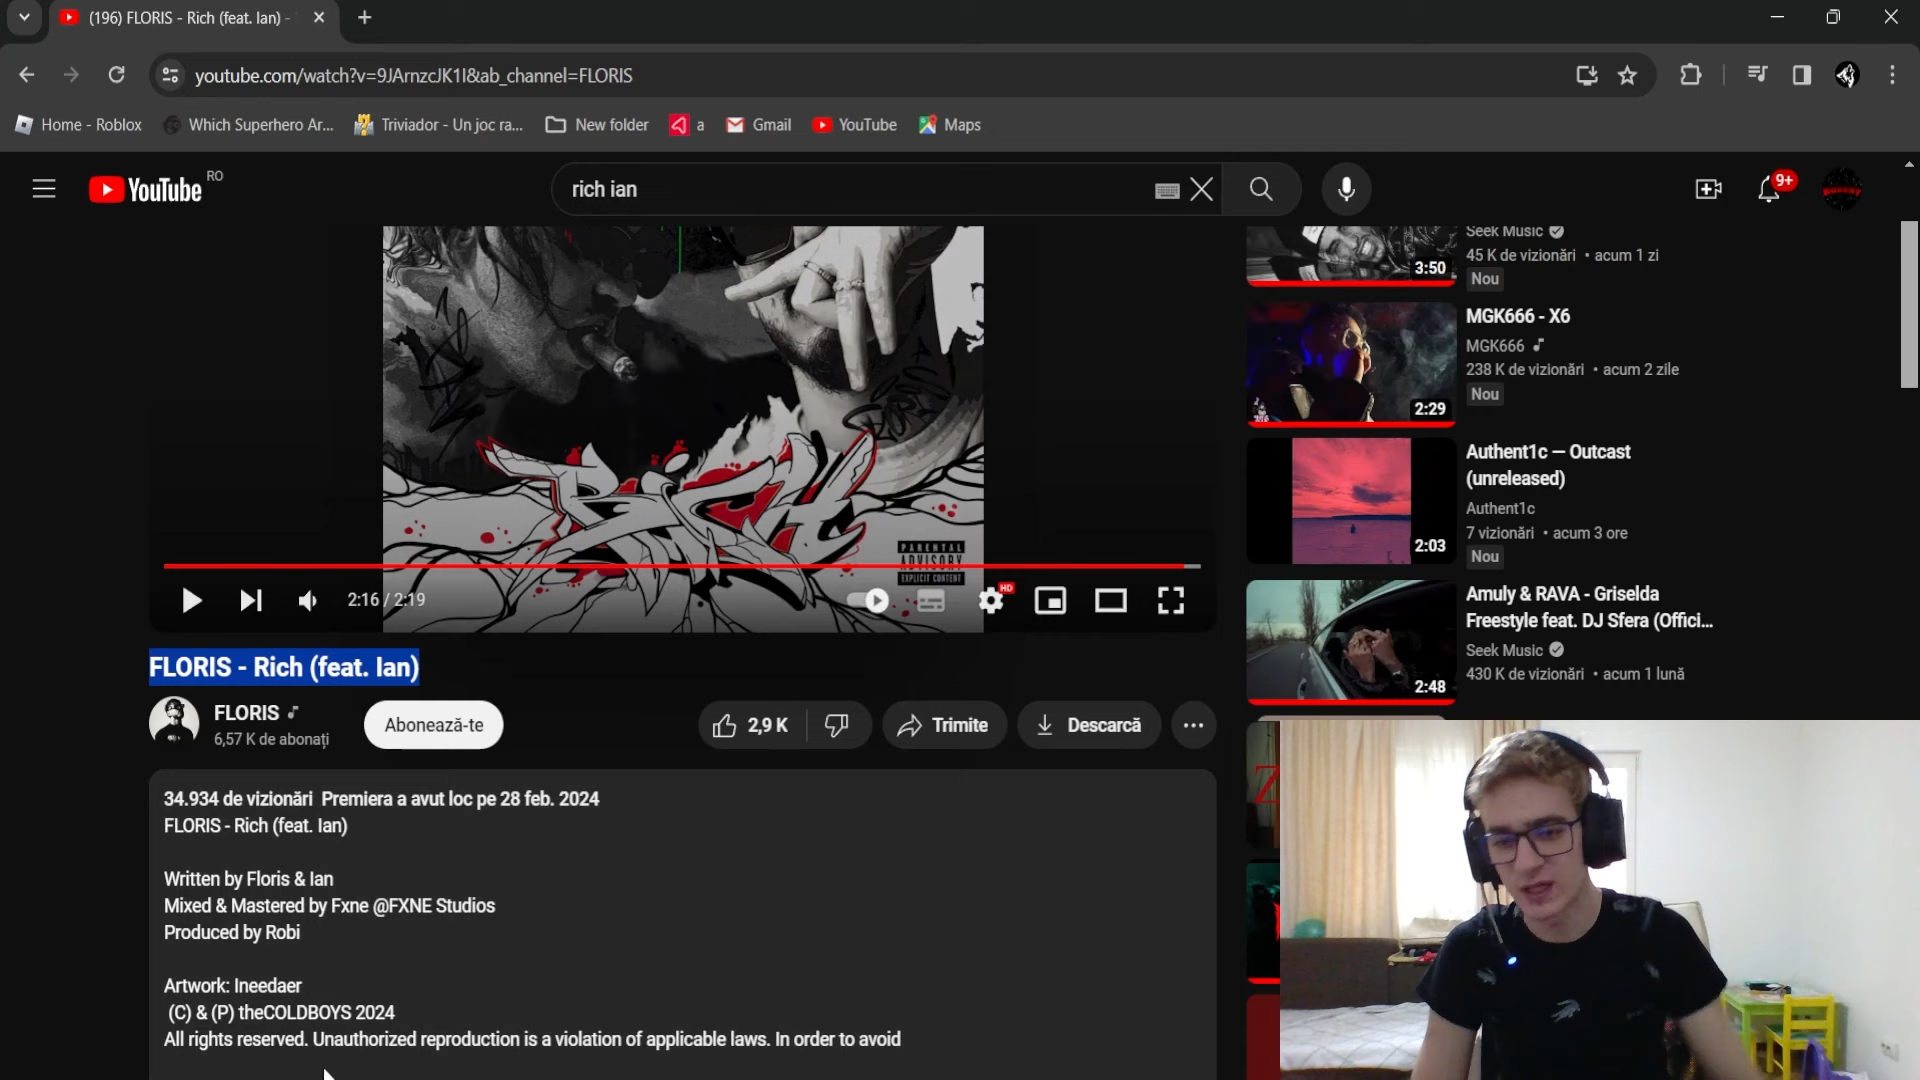 (196) FLORIS - Rich (feat. Ian) -
youtube.com/watch?v=9JArnzcJK1I&ab_channel=FLORIS
Home - Roblox
Which Superhero Ar...
Triviador - Un joc ra...
New folder
a
Gmail
YouTube
Maps
YouTube RO
rich ian
9+
3:50
Seek Music
45 K de vizionări • acum 1 zi
Nou
MGK666 - X6
MGK666
238 K de vizionări • acum 2 zile
Nou
2:29
Authent1c — Outcast
(unreleased)
Authent1c
7 vizionări • acum 3 ore
Nou
2:03
Amuly & RAVA - Griselda
Freestyle feat. DJ Sfera (Offici...
Seek Music
430 K de vizionări • acum 1 lună
2:48
RICH
PARENTAL
ADVISORY
EXPLICIT CONTENT
2:16 / 2:19
HD
FLORIS - Rich (feat. Ian)
FLORIS
6,57 K de abonați
Abonează-te
2,9 K
Trimite
Descarcă
34.934 de vizionări Premiera a avut loc pe 28 feb. 2024
FLORIS - Rich (feat. Ian)
Written by Floris & Ian
Mixed & Mastered by Fxne @FXNE Studios
Produced by Robi
Artwork: Ineedaer
(C) & (P) theCOLDBOYS 2024
All rights reserved. Unauthorized reproduction is a violation of applicable laws. In order to avoid